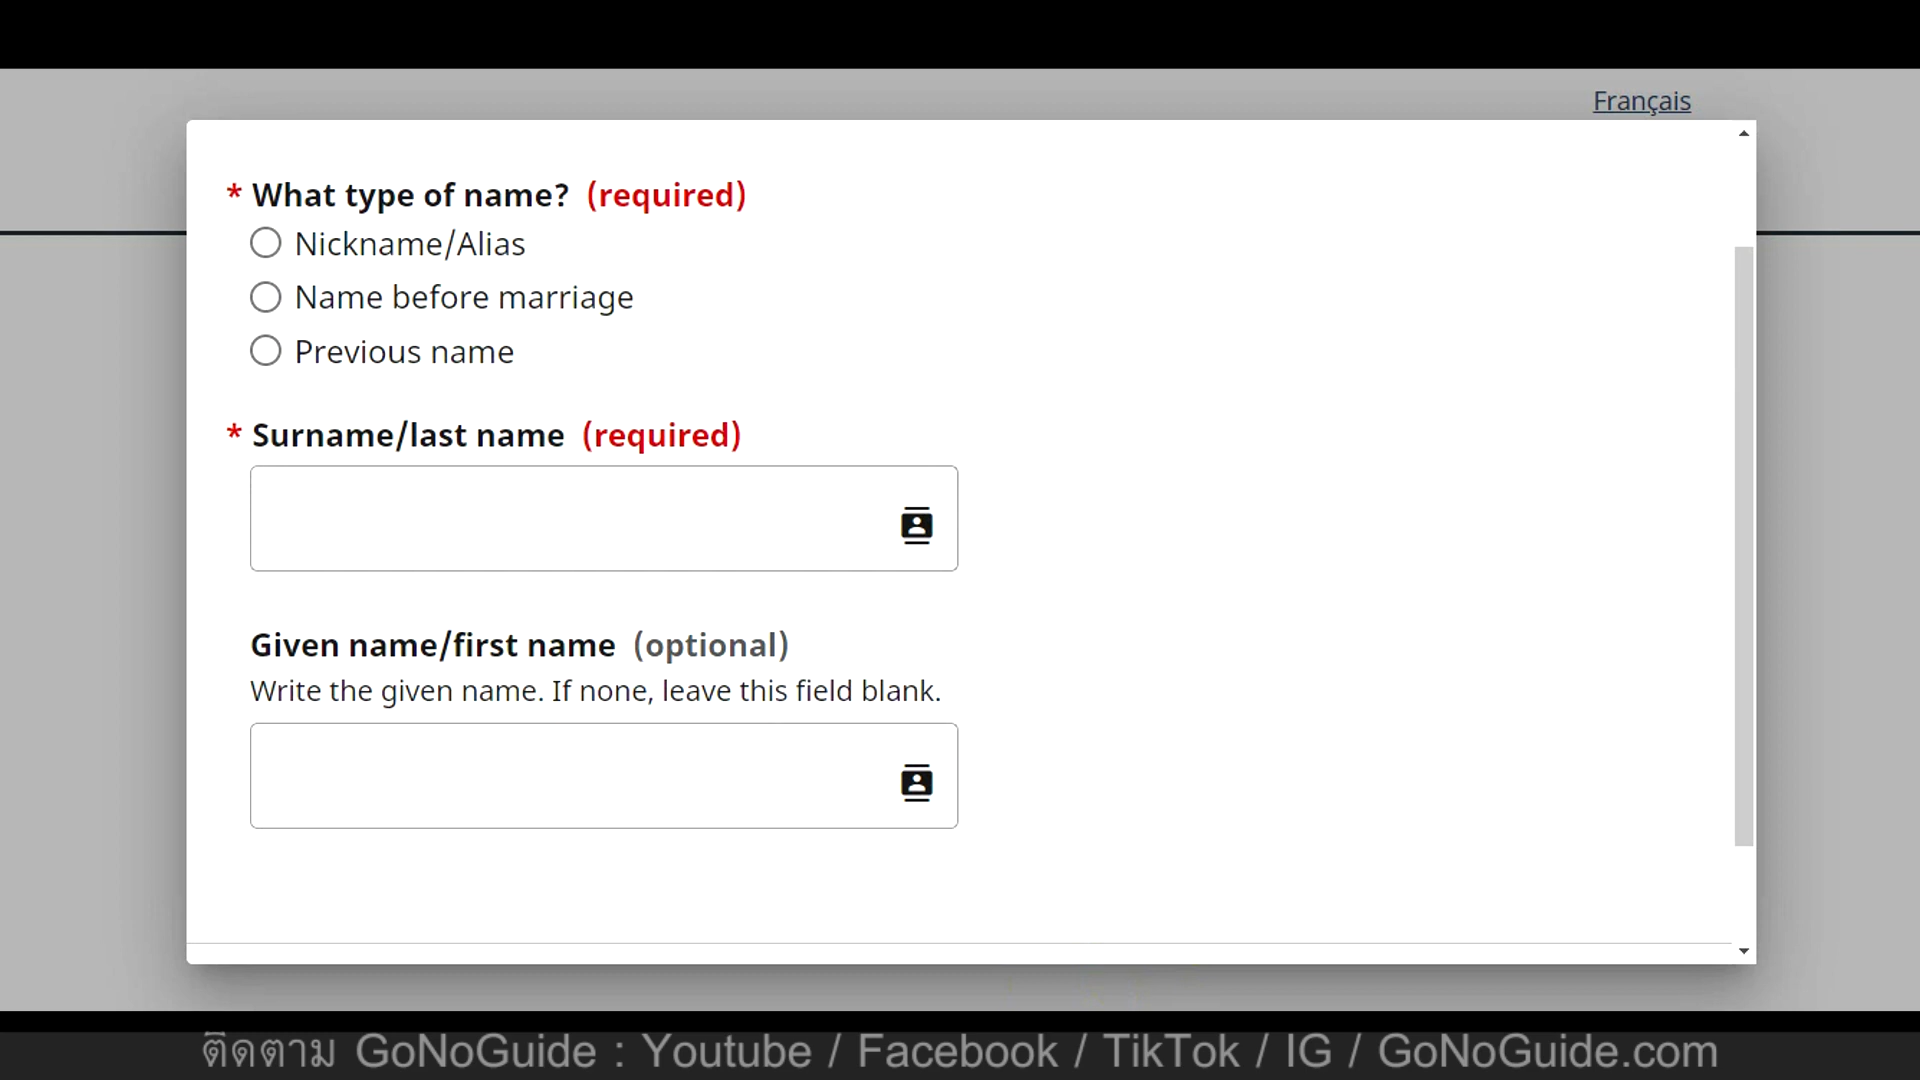 Français
* What type of name? (required)
Nickname/Alias
Name before marriage
Previous name
* Surname/last name (required)
Given name/first name (optional)
Write the given name. If none, leave this field blank.
ติดตาม GoNoGuide : Youtube / Facebook / TikTok / IG / GoNoGuide.com